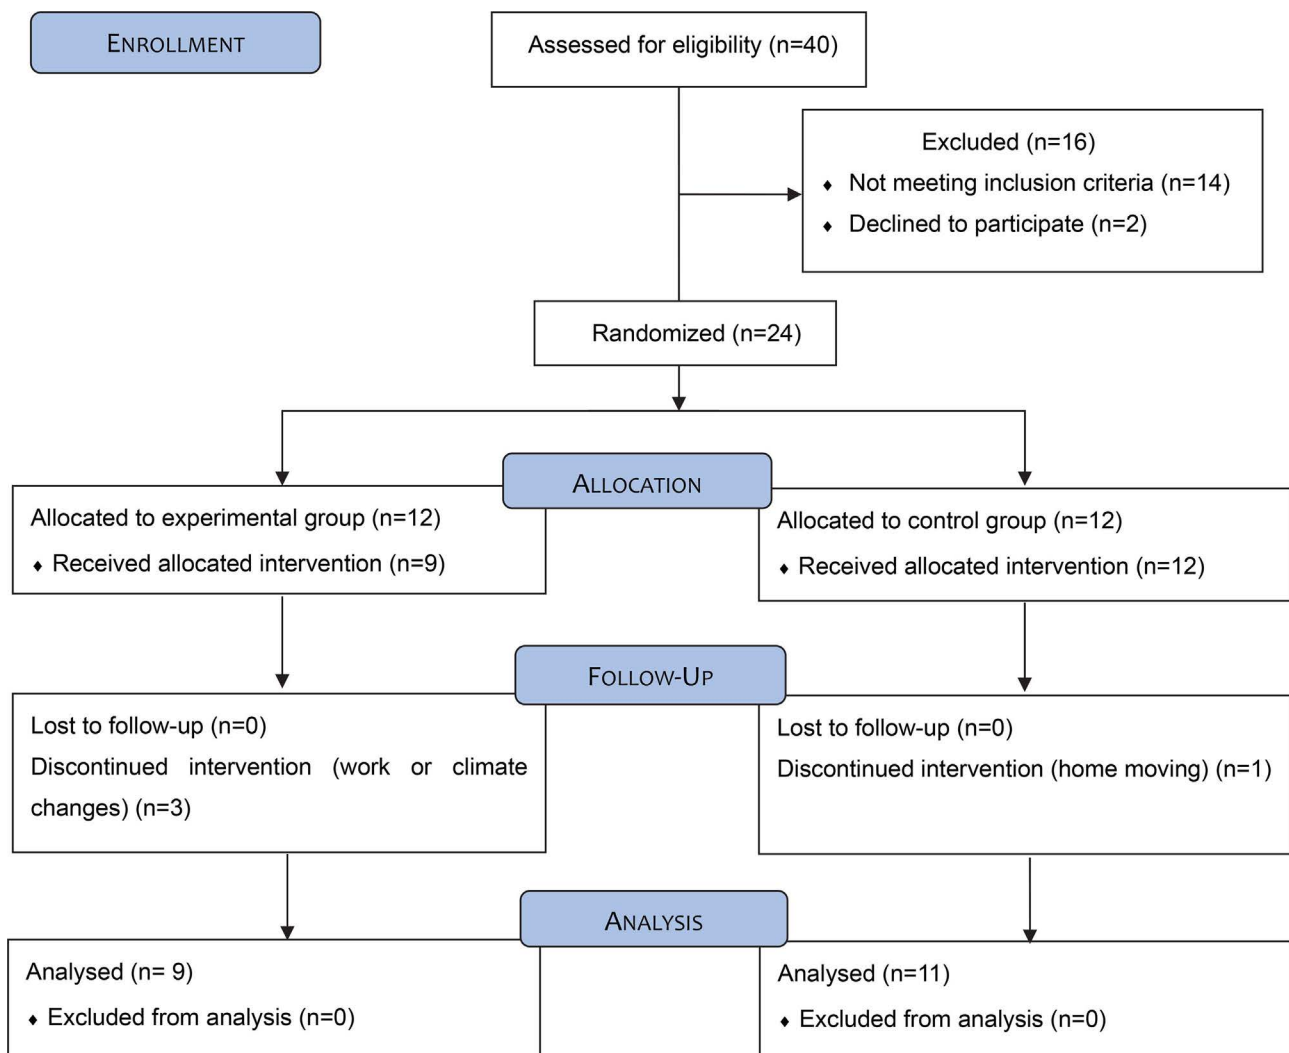 ENROLLMENT
Assessed for eligibility (n=40)
Excluded (n=16)
♦ Not meeting inclusion criteria (n=14)
♦ Declined to participate (n=2)
Randomized (n=24)
ALLOCATION
Allocated to experimental group (n=12)
♦ Received allocated intervention (n=9)
Allocated to control group (n=12)
♦ Received allocated intervention (n=12)
FOLLOW-UP
Lost to follow-up (n=0)
Discontinued intervention (work or climate
changes) (n=3)
Lost to follow-up (n=0)
Discontinued intervention (home moving) (n=1)
ANALYSIS
Analysed (n= 9)
♦ Excluded from analysis (n=0)
Analysed (n=11)
♦ Excluded from analysis (n=0)